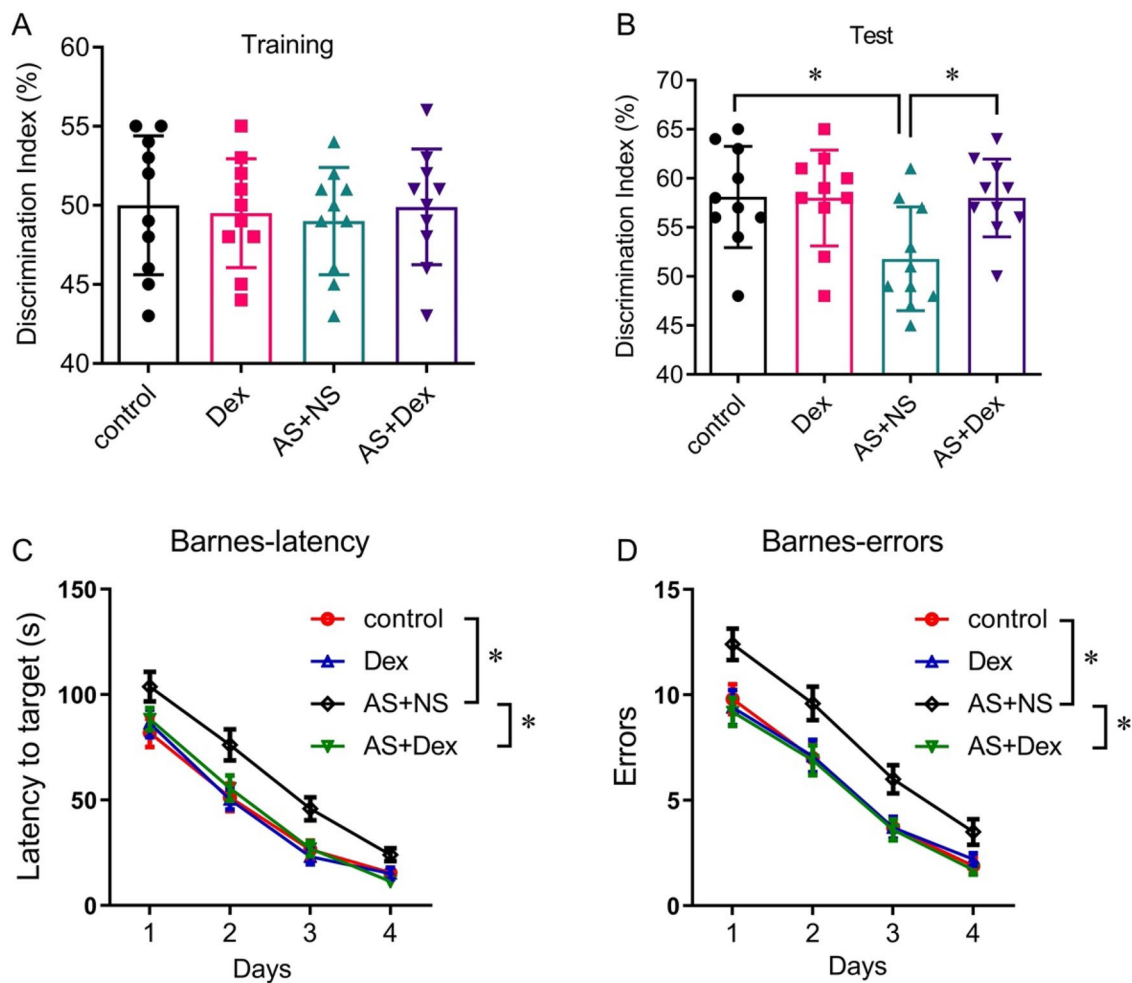 A
Training
Discrimination Index (%)
60
55
50
45
40
control
Dex
AS+NS
AS+Dex
B
Test
Discrimination Index (%)
70
65
60
55
50
45
40
*
*
control
Dex
AS+NS
AS+Dex
C
Barnes-latency
Latency to target (s)
150
100
50
0
control
Dex
AS+NS
AS+Dex
*
*
1 2 3 4
Days
D
Barnes-errors
Errors
15
10
5
0
control
Dex
AS+NS
AS+Dex
*
*
1 2 3 4
Days